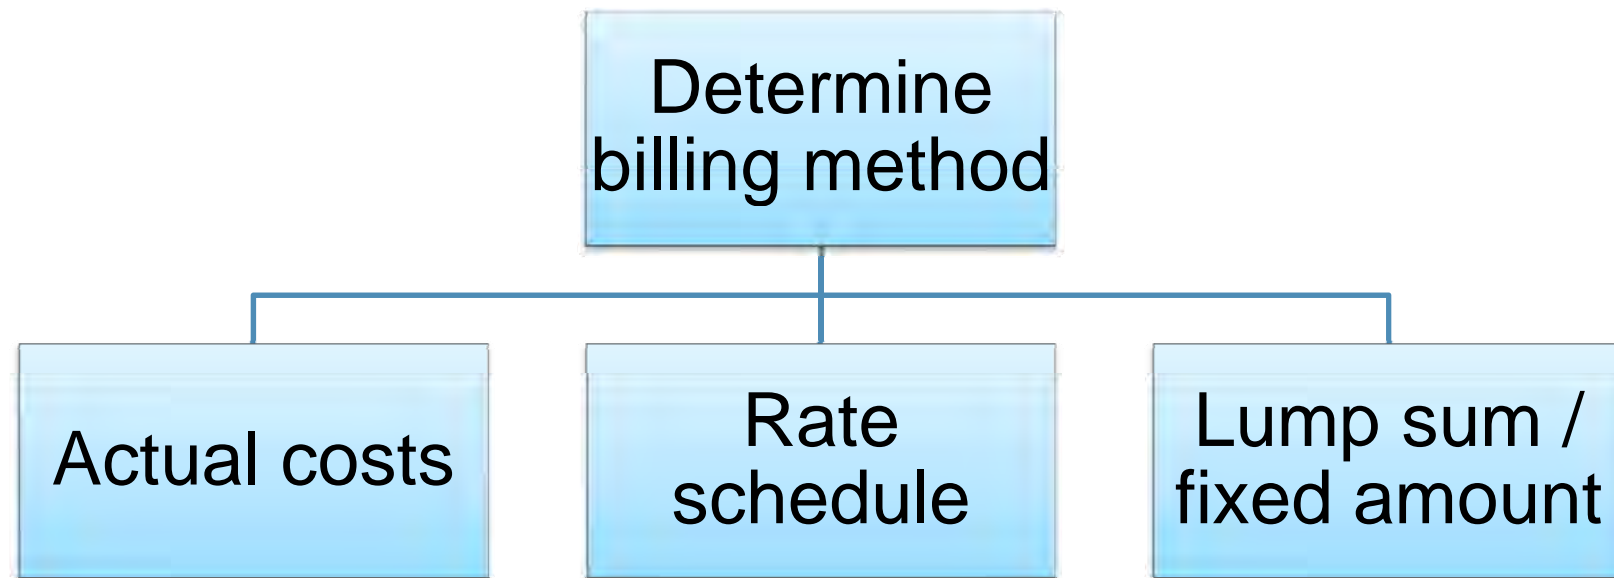 Determine
billing method
Actual costs
Rate
schedule
Lump sum /
fixed amount